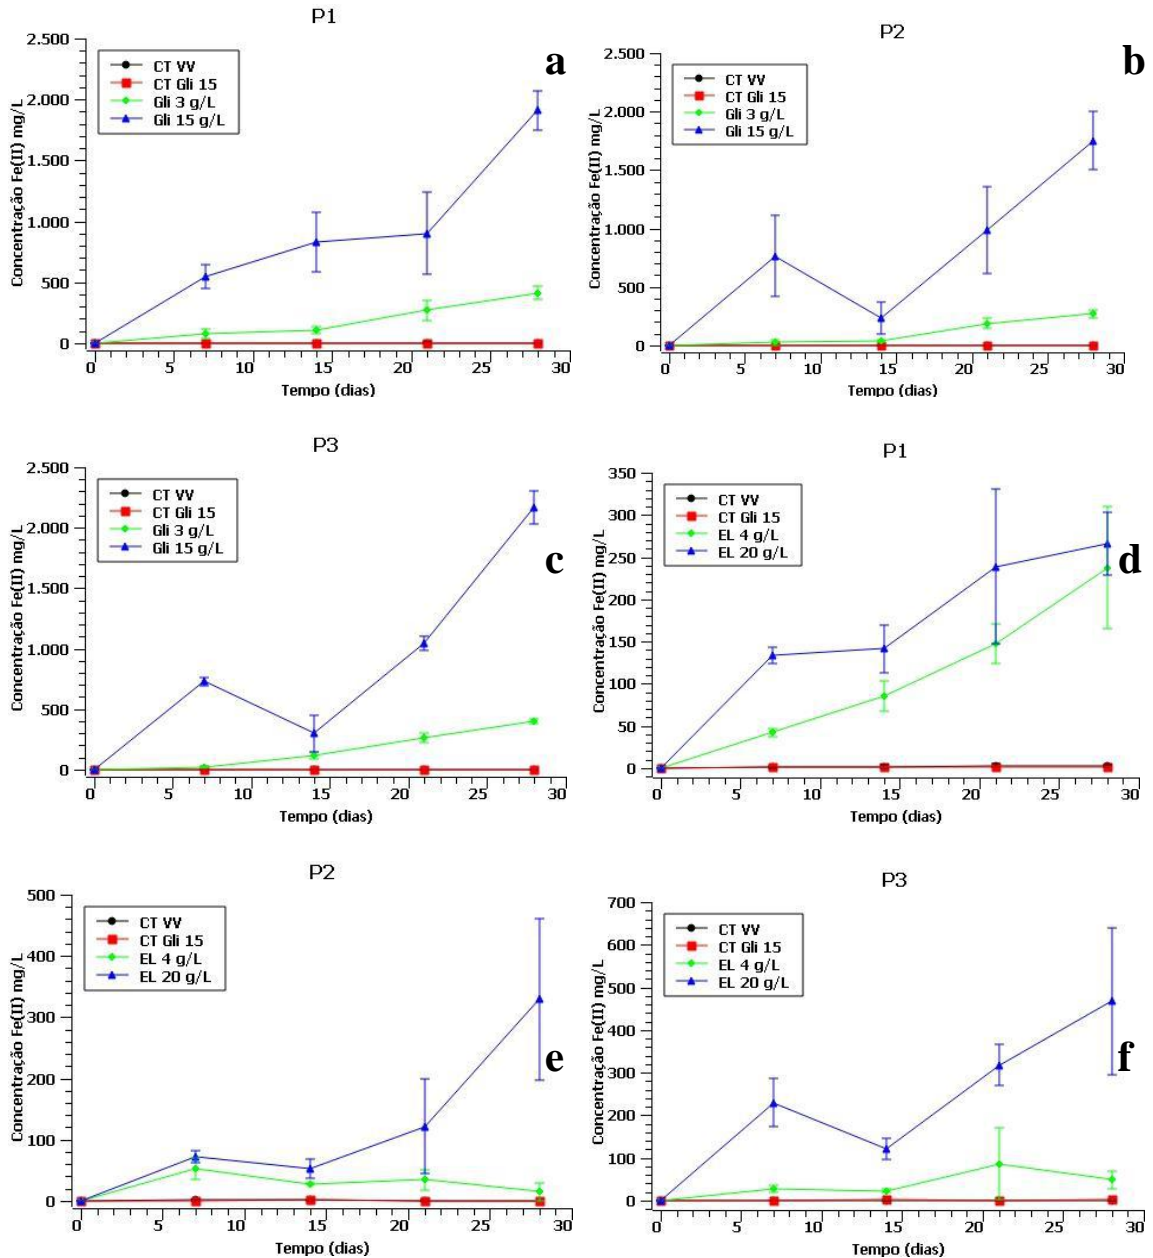 P1
2.500
2.000
1.500
1.000
500
0
Concentração Fe(II) mg/L
CT VV
CT Gli 15
Gli 3 g/L
Gli 15 g/L
a
0 5 10 15 20 25 30
Tempo (dias)
P2
2.500
2.000
1.500
1.000
500
0
Concentração Fe(II) mg/L
CT VV
CT Gli 15
Gli 3 g/L
Gli 15 g/L
b
0 5 10 15 20 25 30
Tempo (dias)
P3
2.500
2.000
1.500
1.000
500
0
Concentração Fe(II) mg/L
CT VV
CT Gli 15
Gli 3 g/L
Gli 15 g/L
c
0 5 10 15 20 25 30
Tempo (dias)
P1
350
300
250
200
150
100
50
0
Concentração Fe(II) mg/L
CT VV
CT Gli 15
EL 4 g/L
EL 20 g/L
d
0 5 10 15 20 25 30
Tempo (dias)
P2
500
400
300
200
100
0
Concentração Fe(II) mg/L
CT VV
CT Gli 15
EL 4 g/L
EL 20 g/L
e
0 5 10 15 20 25 30
Tempo (dias)
P3
700
600
500
400
300
200
100
0
Concentração Fe(II) mg/L
CT VV
CT Gli 15
EL 4 g/L
EL 20 g/L
f
0 5 10 15 20 25 30
Tempo (dias)